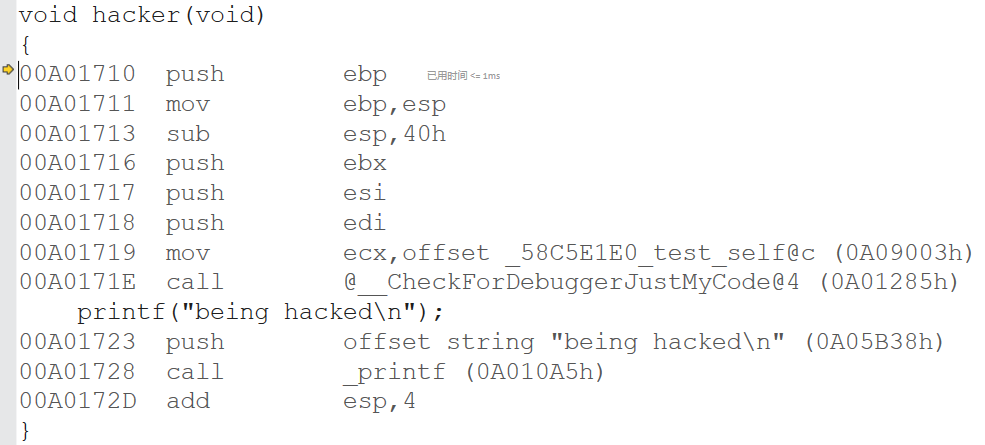 void hacker(void)
{
00A01710 push ebp 已用时间 <= 1ms
00A01711 mov ebp,esp
00A01713 sub esp,40h
00A01716 push ebx
00A01717 push esi
00A01718 push edi
00A01719 mov ecx,offset _58C5E1E0_test_self@c (0A09003h)
00A0171E call @__CheckForDebuggerJustMyCode@4 (0A01285h)
printf("being hacked\n");
00A01723 push offset string "being hacked\n" (0A05B38h)
00A01728 call _printf (0A010A5h)
00A0172D add esp,4
}